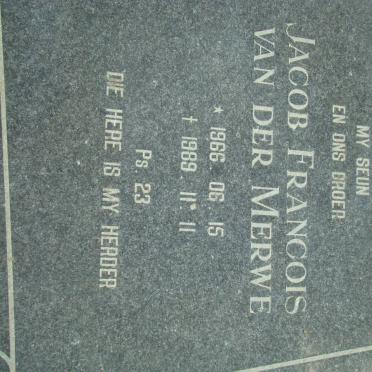 MY SEUN
EN ONS BROER
JACOB FRANCOIS
VAN DER MERWE
* 1966 06 15
† 1989 11 11
Ps. 23
DIE HERE IS MY HERDER